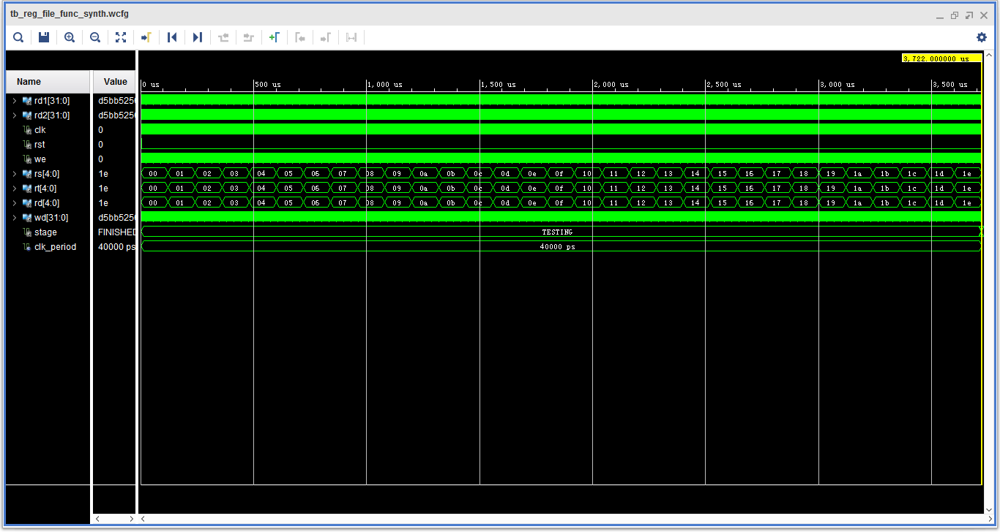 tb_reg_file_func_synth.wcfg
3,722.000000 us
Name Value
0 us 500 us 1,000 us 1,500 us 2,000 us 2,500 us 3,000 us 3,500 us
rd1[31:0] d5bb525
rd2[31:0] d5bb525
clk 0
rst 0
we 0
rs[4:0] 1e 00 01 02 03 04 05 06 07 08 09 0a 0b 0c 0d 0e 0f 10 11 12 13 14 15 16 17 18 19 1a 1b 1c 1d 1e
rt[4:0] 1e 00 01 02 03 04 05 06 07 08 09 0a 0b 0c 0d 0e 0f 10 11 12 13 14 15 16 17 18 19 1a 1b 1c 1d 1e
rd[4:0] 1e 00 01 02 03 04 05 06 07 08 09 0a 0b 0c 0d 0e 0f 10 11 12 13 14 15 16 17 18 19 1a 1b 1c 1d 1e
wd[31:0] d5bb525
stage FINISHED TESTING
clk_period 40000 ps 40000 ps